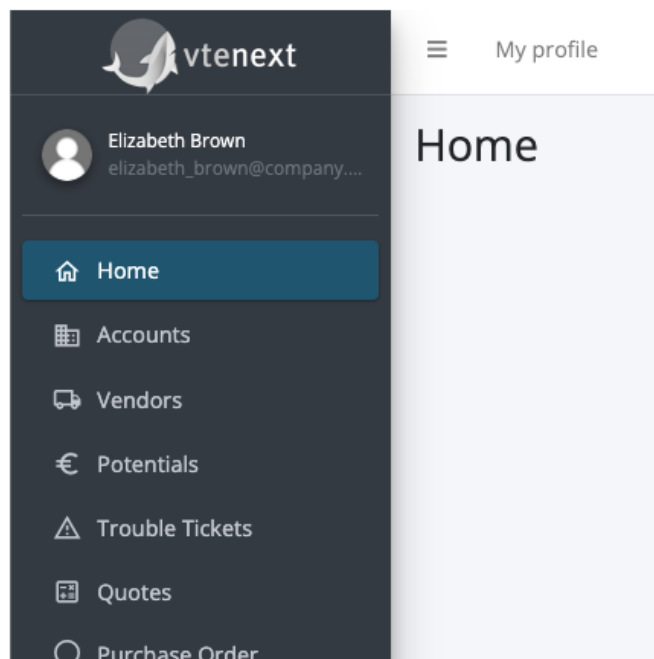 vtenext
My profile
Elizabeth Brown
elizabeth_brown@company....
Home
Home
Accounts
Vendors
Potentials
Trouble Tickets
Quotes
Purchase Order